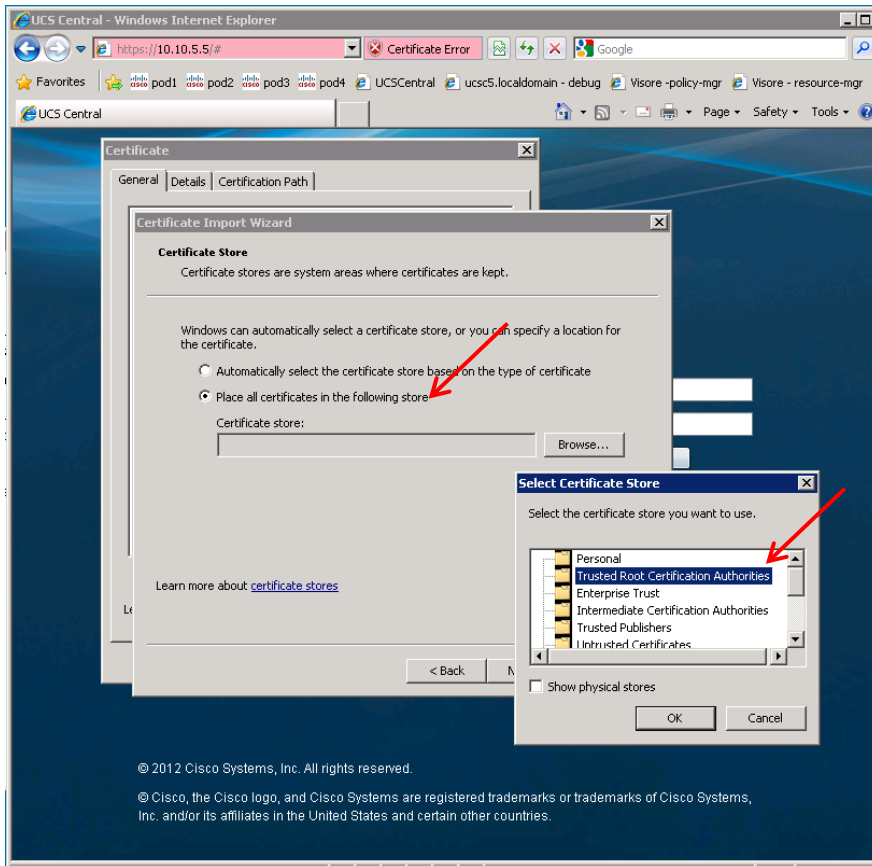 UCS Central - Windows Internet Explorer
https://10.10.5.5/#
Certificate Error
Google
Favorites
pod1
pod2
pod3
pod4
UCSCentral
ucsc5.localdomain - debug
Visore -policy-mgr
Visore - resource-mgr
UCS Central
Page
Safety
Tools
Certificate
General
Details
Certification Path
Certificate Import Wizard
Certificate Store
Certificate stores are system areas where certificates are kept.
Windows can automatically select a certificate store, or you can specify a location for
the certificate.
Automatically select the certificate store based on the type of certificate
Place all certificates in the following store
Certificate store:
Browse...
Select Certificate Store
Select the certificate store you want to use.
Personal
Trusted Root Certification Authorities
Enterprise Trust
Intermediate Certification Authorities
Trusted Publishers
Untrusted Certificates
Show physical stores
OK
Cancel
Learn more about certificate stores
< Back
© 2012 Cisco Systems, Inc. All rights reserved.
© Cisco, the Cisco logo, and Cisco Systems are registered trademarks or trademarks of Cisco Systems,
Inc. and/or its affiliates in the United States and certain other countries.